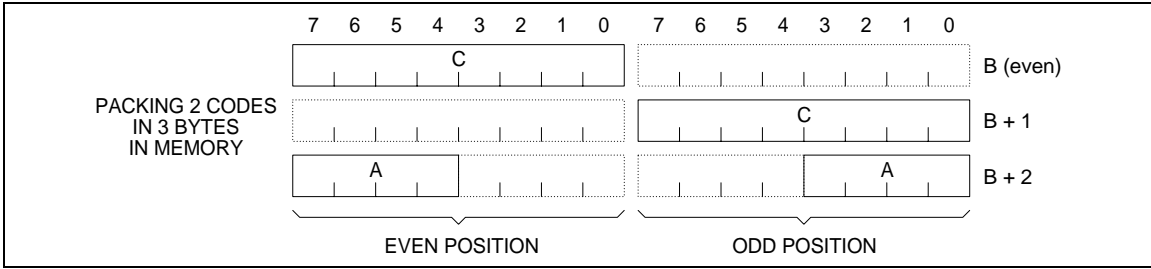 7 6 5 4 3 2 1 0 7 6 5 4 3 2 1 0
C B (even)
PACKING 2 CODES
IN 3 BYTES
IN MEMORY
C B + 1
A A B + 2
EVEN POSITION ODD POSITION